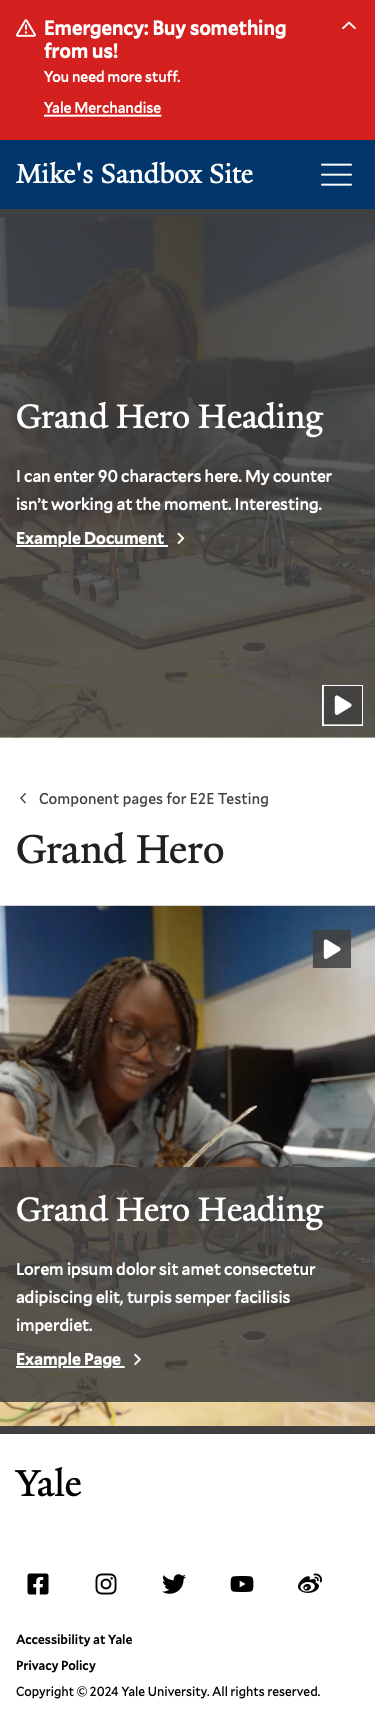 Emergency: Buy something
from us!
You need more stuff.
Yale Merchandise
Mike's Sandbox Site
Grand Hero Heading
I can enter 90 characters here. My counter
isn't working at the moment. Interesting.
Example Document
Component pages for E2E Testing
Grand Hero
Grand Hero Heading
Lorem ipsum dolor sit amet consectetur
adipiscing elit, turpis semper facilisis
imperdiet.
Example Page
Yale
Accessibility at Yale
Privacy Policy
Copyright © 2024 Yale University. All rights reserved.